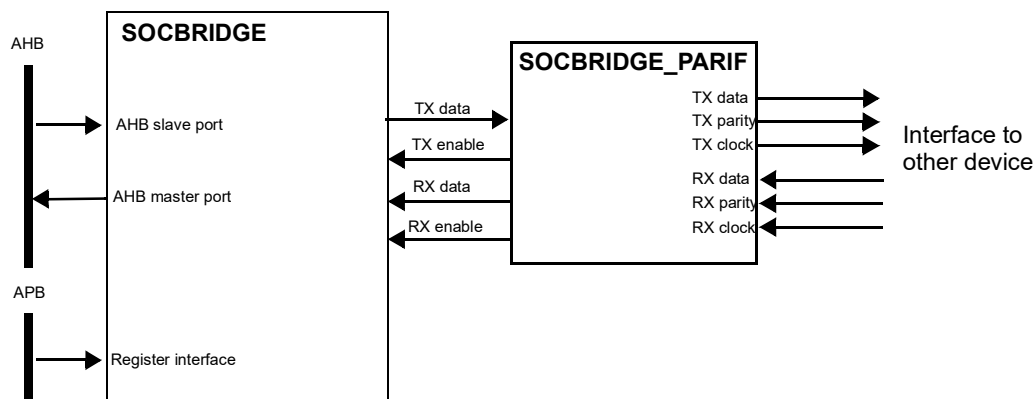 AHB
SOCBRIDGE
AHB slave port
AHB master port
APB
Register interface
TX data
TX enable
RX data
RX enable
SOCBRIDGE_PARIF
TX data
TX parity
TX clock
RX data
RX parity
RX clock
Interface to
other device